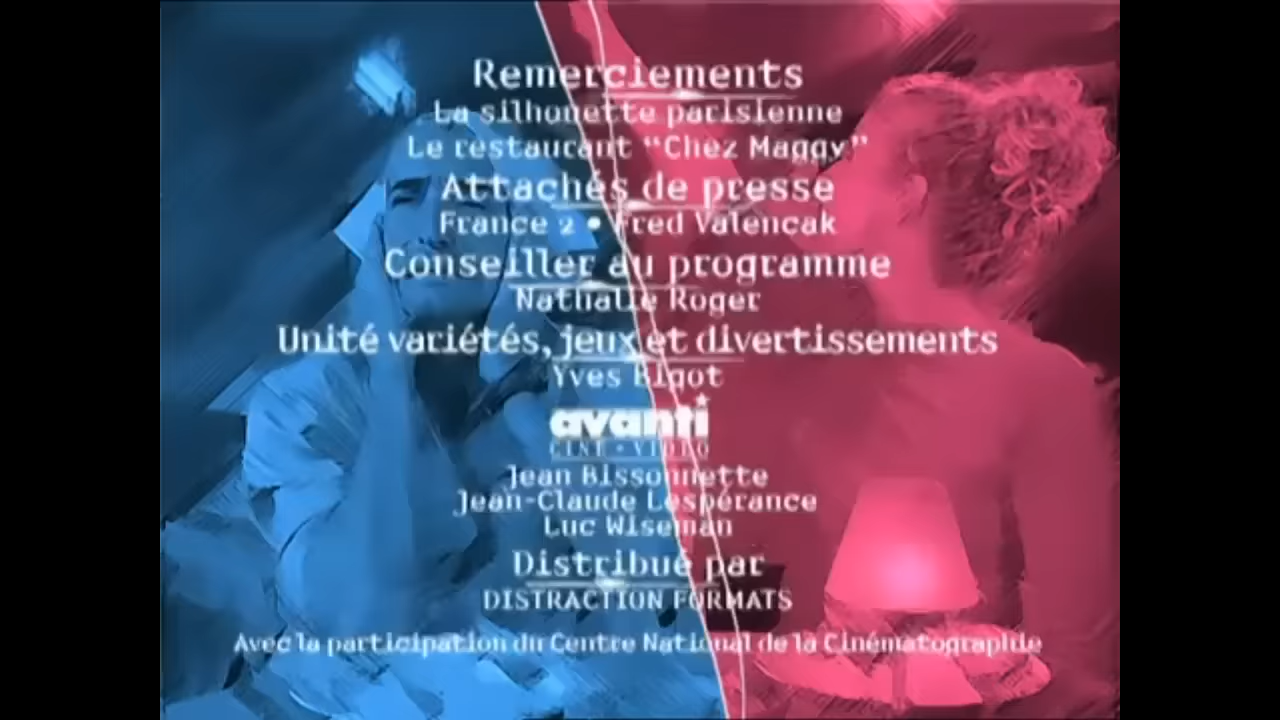 Remerciements
La silhouette parisienne
Le restaurant “Chez Maggy”
Attachés de presse
France 2 • Fred Valencak
Conseiller au programme
Nathalie Roger
Unité variétés, jeux et divertissements
Yves Bigot
avanti
CINÉ • VIDÉO
Jean Bissonnette
Jean-Claude Lespérance
Luc Wiseman
Distribué par
DISTRACTION FORMATS
Avec la participation du Centre National de la Cinématographie